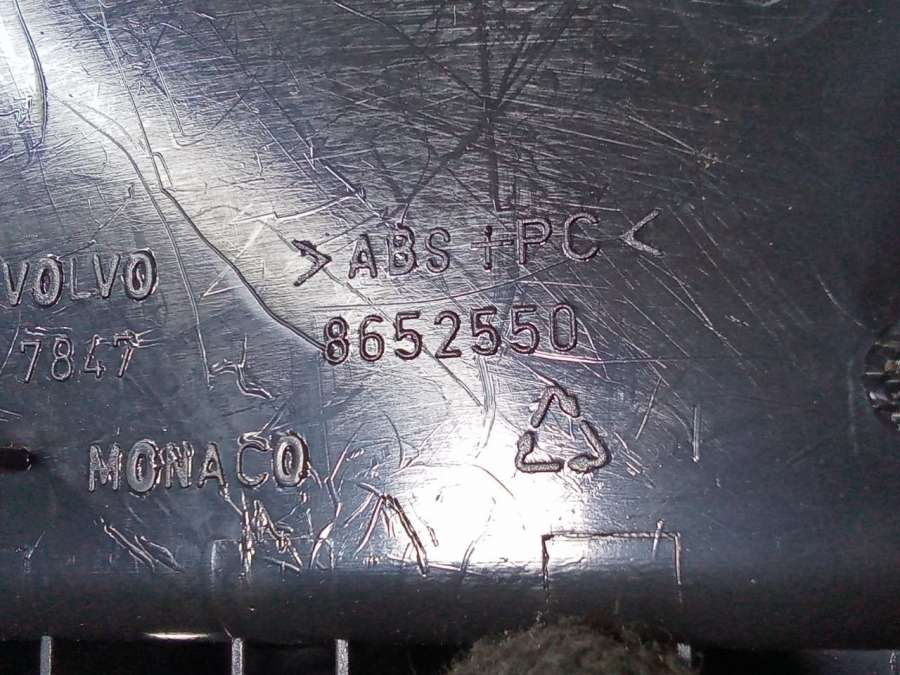 >ABS+PC<
VOLVO
8652550
7847
MONACO